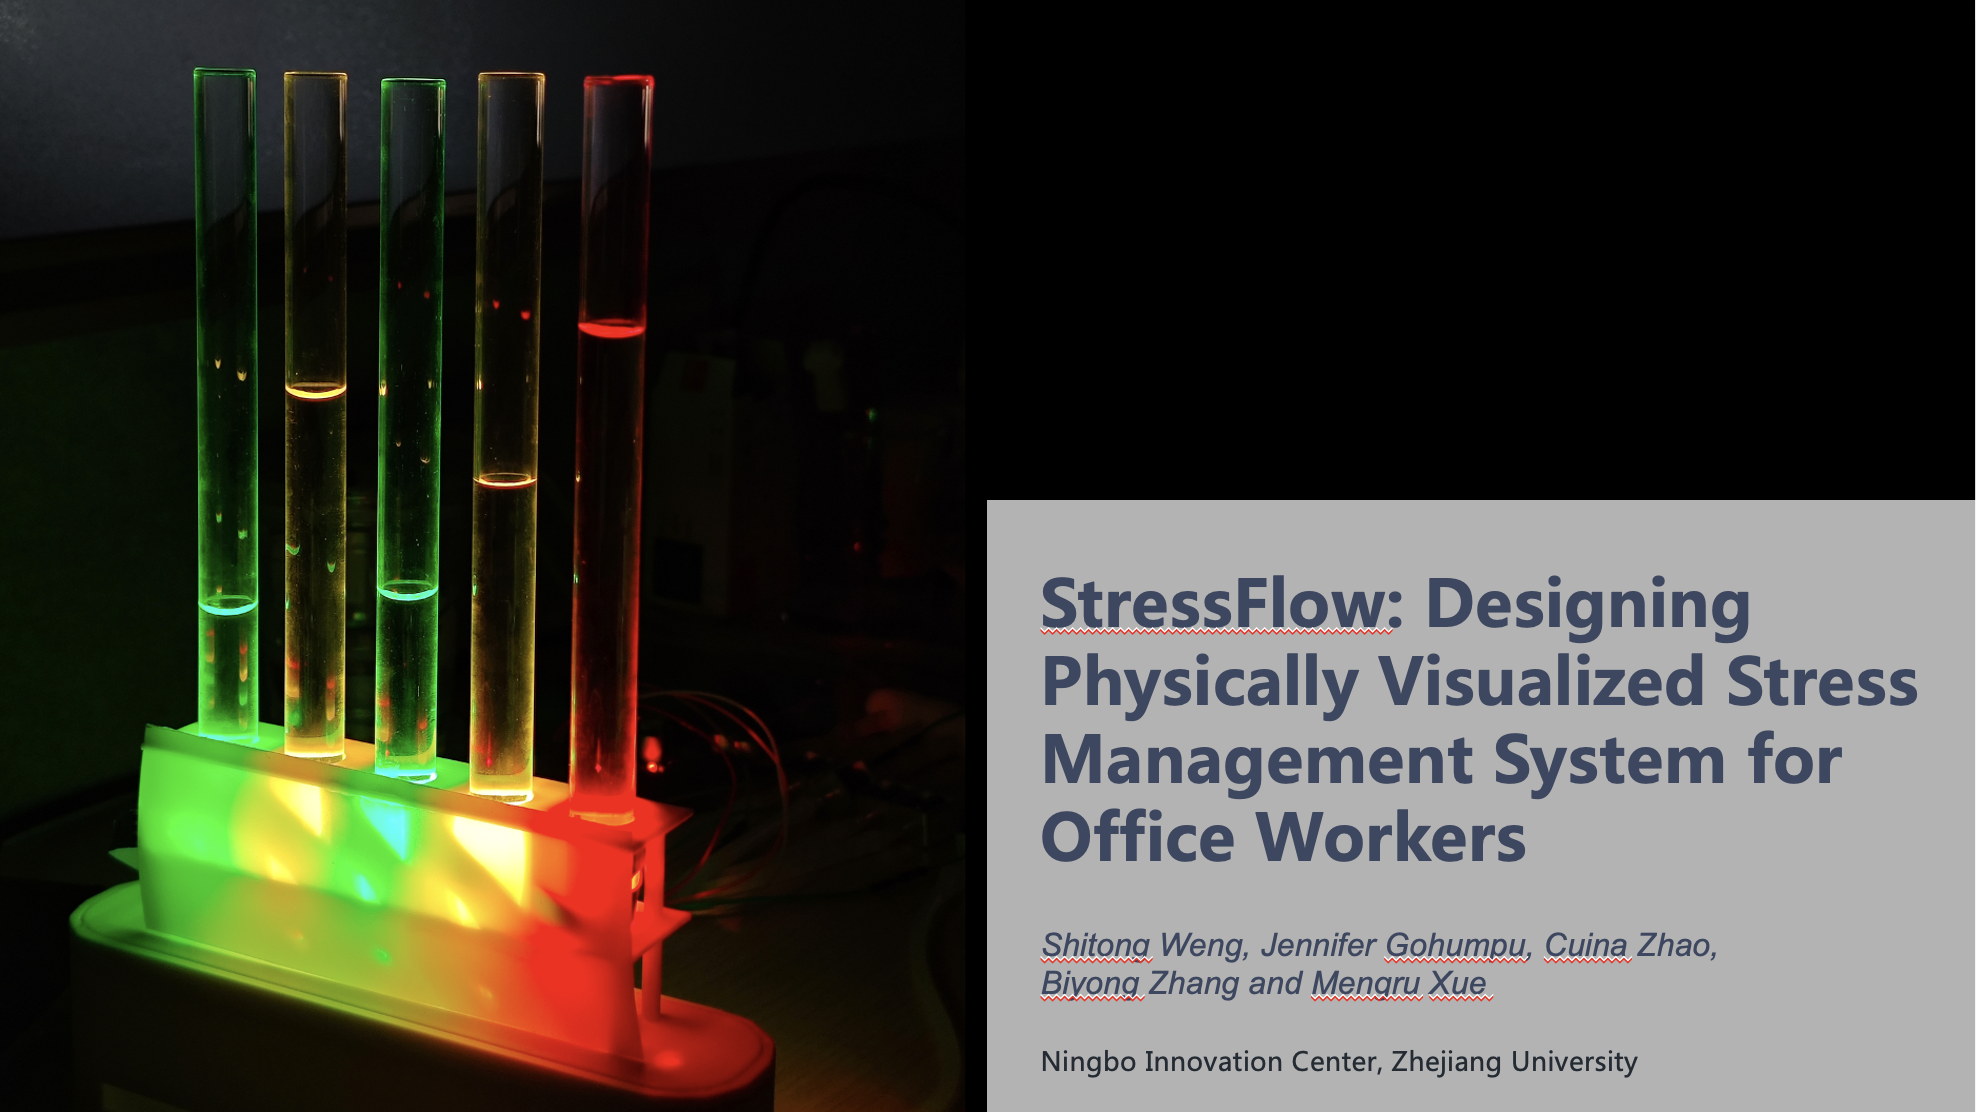 StressFlow: Designing
Physically Visualized Stress
Management System for
Office Workers
Shitong Weng, Jennifer Gohumpu, Cuina Zhao,
Biyong Zhang and Mengru Xue
Ningbo Innovation Center, Zhejiang University